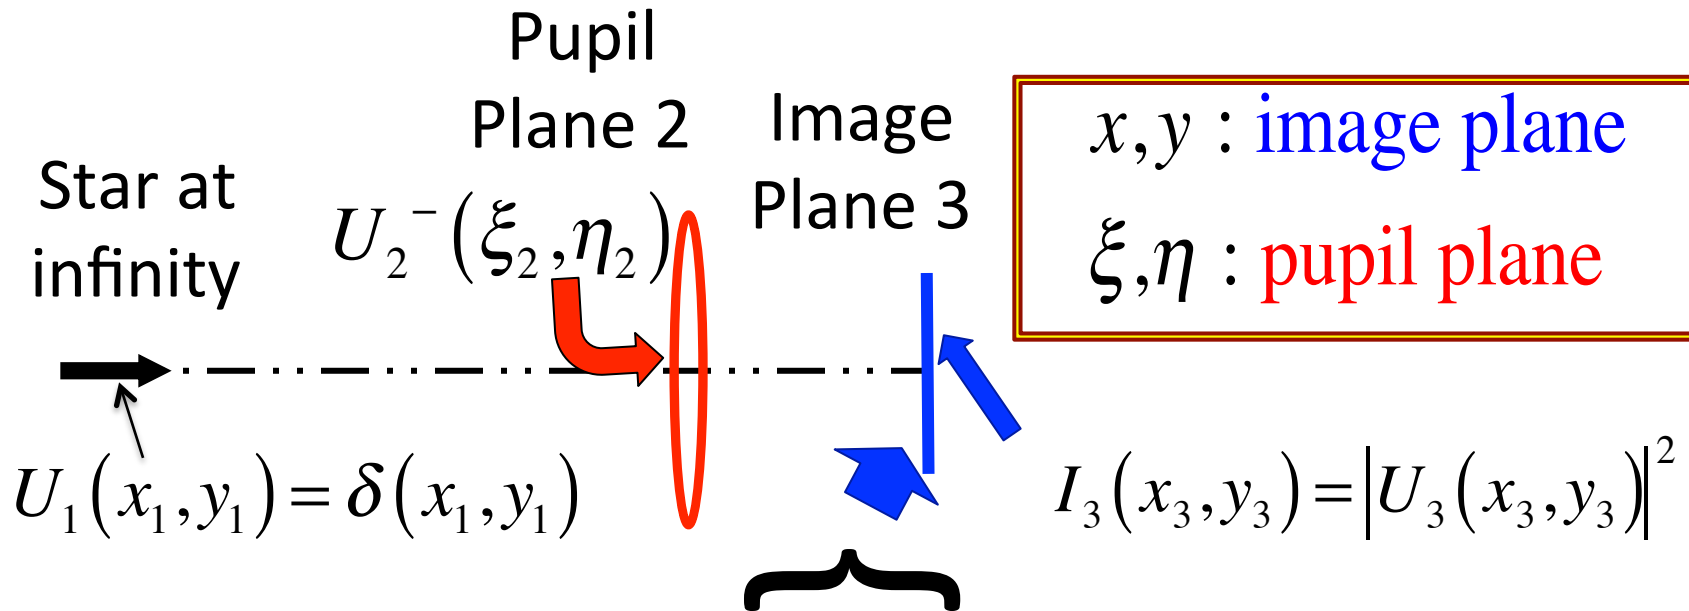 Pupil
Plane 2
Image
Plane 3
Star at
infinity
U₂⁻(ξ₂,η₂)
x,y : image plane
ξ,η : pupil plane
U₁(x₁,y₁) = δ(x₁,y₁)
I₃(x₃,y₃) = |U₃(x₃,y₃)|²